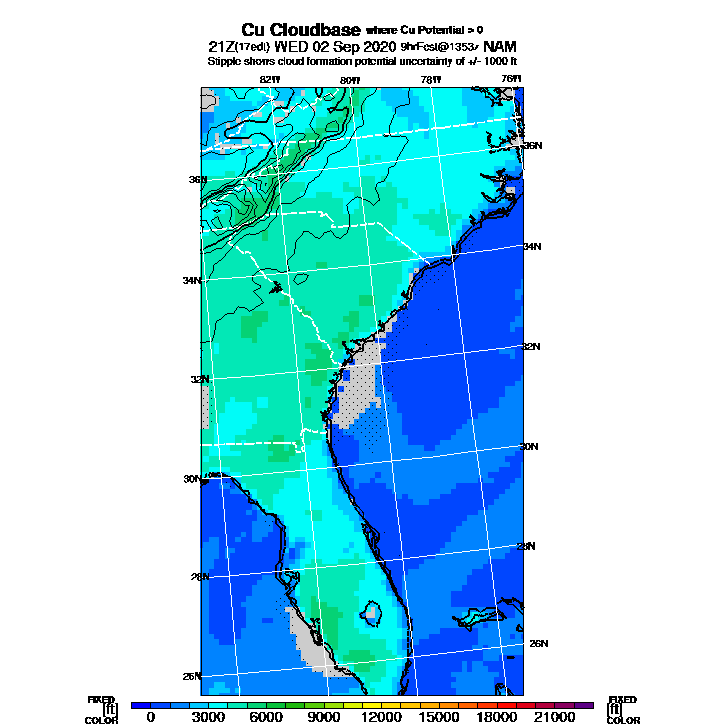 Cu Cloudbase where Cu Potential > 0
21Z (17edt) WED 02 Sep 2020 9hrFcst@1353z NAM
Stipple shows cloud formation potential uncertainty of +/- 1000 ft
82W 80W 78W 76W
36N
36N
34N
34N
32N
32N
30N
30N
28N
28N
26N
26N
FIXED [ft] COLOR
0 3000 6000 9000 12000 15000 18000 21000
FIXED [ft] COLOR